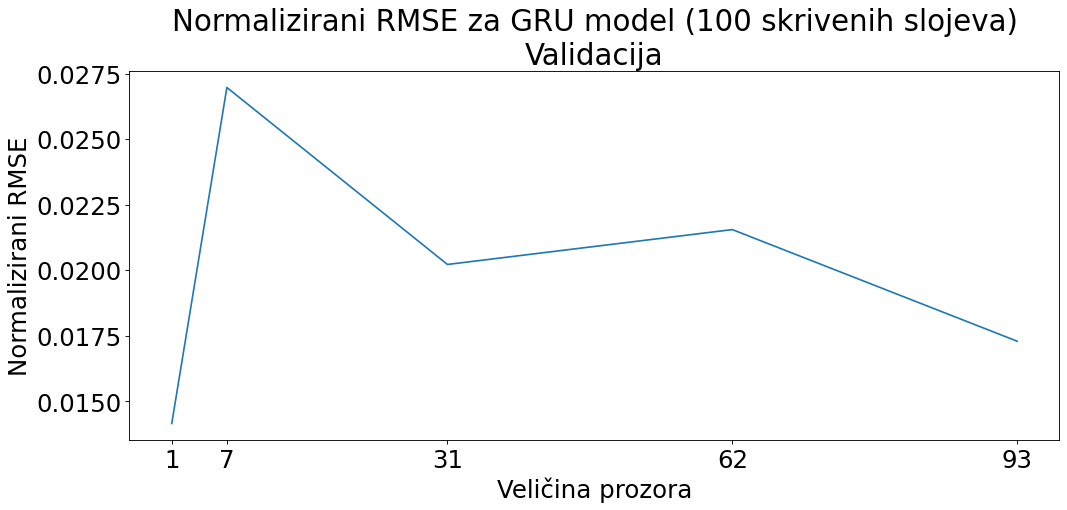 Normalizirani RMSE za GRU model (100 skrivenih slojeva)
Validacija
Normalizirani RMSE
0.0275
0.0250
0.0225
0.0200
0.0175
0.0150
1 7 31 62 93
Veličina prozora